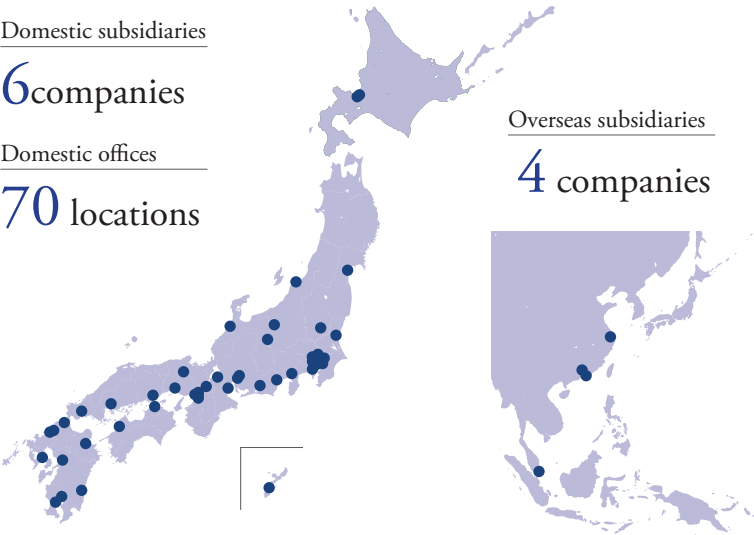 Domestic subsidiaries
6companies
Domestic offices
70 locations
Overseas subsidiaries
4 companies